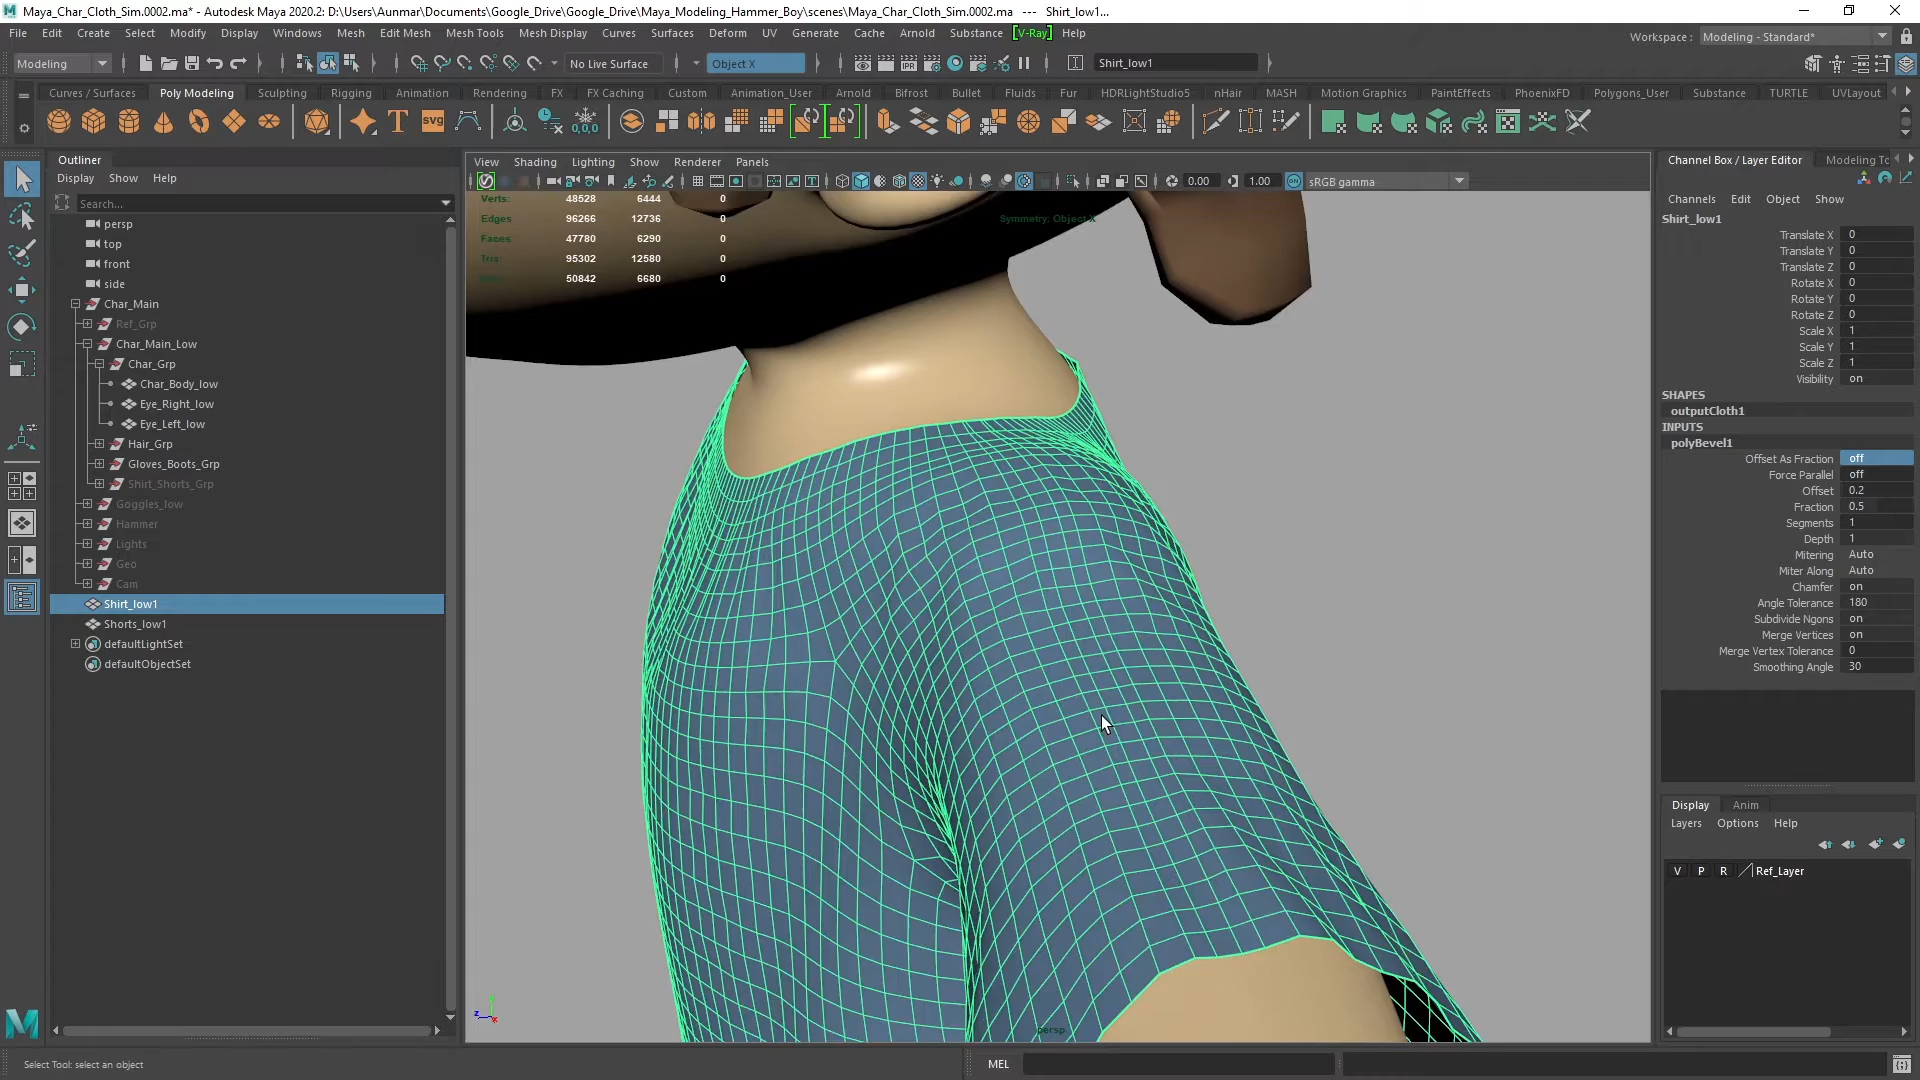 Maya_Char_Cloth_Sim.0002.ma* - Autodesk Maya 2020.2: D:\Users\Aunmar\Documents\Google_Drive\Google_Drive\Maya_Modeling_Hammer_Boy\scenes\Maya_Char_Cloth_Sim.0002.ma --- Shirt_low1...
File Edit Create Select Modify Display Windows Mesh Edit Mesh Mesh Tools Mesh Display Curves Surfaces Deform UV Generate Cache Arnold Substance [V-Ray] Help
Workspace : Modeling - Standard*
Modeling No Live Surface Object X Shirt_low1
Curves / Surfaces Poly Modeling Sculpting Rigging Animation Rendering FX FX Caching Custom Animation_User Arnold Bifrost Bullet Fluids Fur HDRLightStudio5 nHair MASH Motion Graphics PaintEffects PhoenixFD Polygons_User Substance TURTLE UVLayout
SVG 0,0,0
Outliner
Display Show Help
Search...
persp
top
front
side
Char_Main
Ref_Grp
Char_Main_Low
Char_Grp
Char_Body_low
Eye_Right_low
Eye_Left_low
Hair_Grp
Gloves_Boots_Grp
Shirt_Shorts_Grp
Goggles_low
Hammer
Lights
Geo
Cam
Shirt_low1
Shorts_low1
defaultLightSet
defaultObjectSet
View Shading Lighting Show Renderer Panels
0.00 1.00 sRGB gamma
Verts: 48528 6444 0
Edges 96266 12736 0
Faces 47780 6290 0
Tris: 95302 12580 0
50842 6680 0
Symmetry: Object X
persp
Channel Box / Layer Editor Modeling To
Channels Edit Object Show
Shirt_low1
Translate X 0
Translate Y 0
Translate Z 0
Rotate X 0
Rotate Y 0
Rotate Z 0
Scale X 1
Scale Y 1
Scale Z 1
Visibility on
SHAPES
outputCloth1
INPUTS
polyBevel1
Offset As Fraction off
Force Parallel off
Offset 0.2
Fraction 0.5
Segments 1
Depth 1
Mitering Auto
Miter Along Auto
Chamfer on
Angle Tolerance 180
Subdivide Ngons on
Merge Vertices on
Merge Vertex Tolerance 0
Smoothing Angle 30
Display Anim
Layers Options Help
V P R Ref_Layer
Select Tool: select an object
MEL